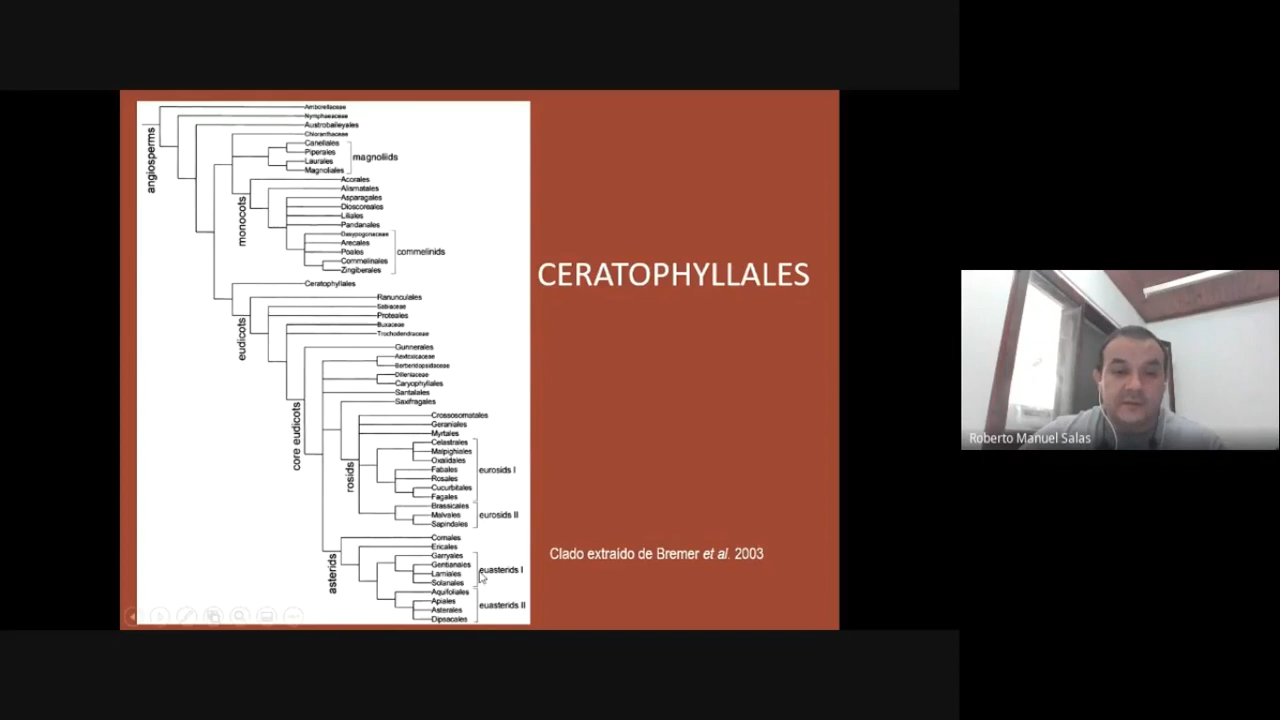 angiosperms
Amborellaceae
Nymphaeaceae
Austrobaileyales
Chloranthaceae
Canellales
Piperales
magnoliids
Laurales
Magnoliales
monocots
Acorales
Alismatales
Asparagales
Dioscoreales
Liliales
Pandanales
Dasypogonaceae
Arecales
Poales
commelinids
Commelinales
Zingiberales
Ceratophyllales
eudicots
Ranunculales
Sabiaceae
Proteales
Buxaceae
Trochodendraceae
core eudicots
Gunnerales
Aextoxicaceae
Berberidopsidaceae
Dilleniaceae
Caryophyllales
Santalales
Saxifragales
rosids
Crossosomatales
Geraniales
Myrtales
Celastrales
Malpighiales
Oxalidales
Fabales
eurosids I
Rosales
Cucurbitales
Fagales
Brassicales
Malvales
eurosids II
Sapindales
asterids
Cornales
Ericales
Garryales
Gentianales
euasterids I
Lamiales
Solanales
Aquifoliales
Apiales
euasterids II
Asterales
Dipsacales
CERATOPHYLLALES
Clado extraído de Bremer et al. 2003
Roberto Manuel Salas